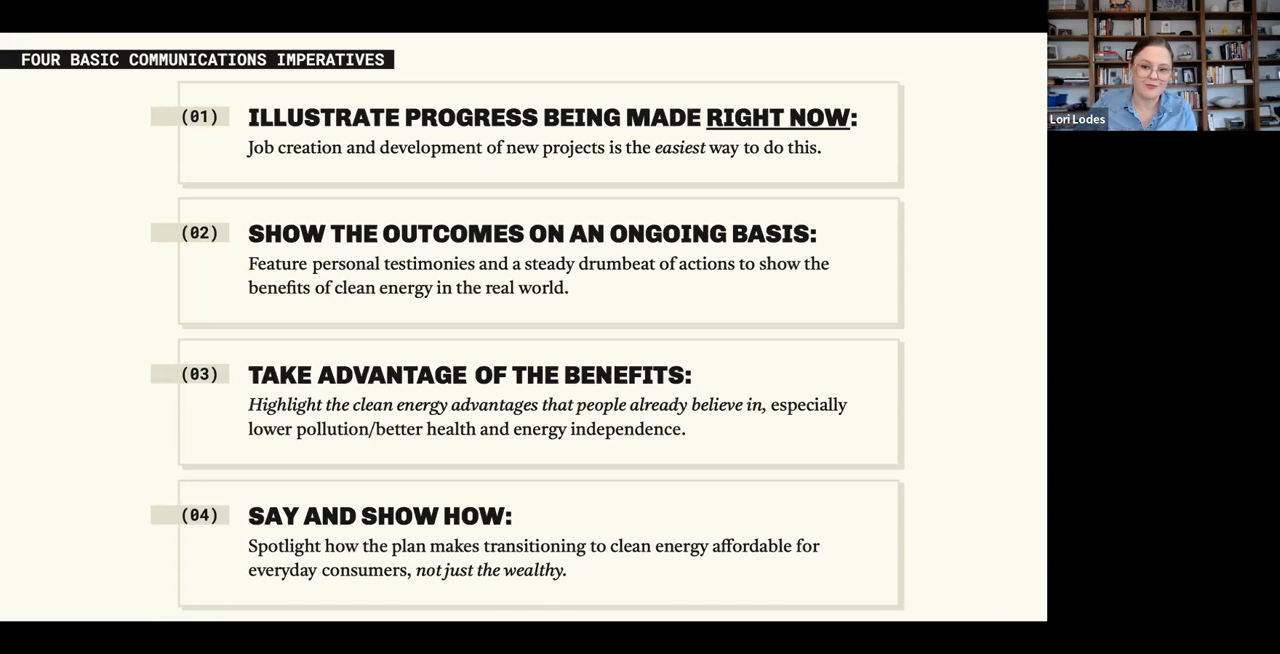 FOUR BASIC COMMUNICATIONS IMPERATIVES
(01) ILLUSTRATE PROGRESS BEING MADE RIGHT NOW:
Job creation and development of new projects is the easiest way to do this.
(02) SHOW THE OUTCOMES ON AN ONGOING BASIS:
Feature personal testimonies and a steady drumbeat of actions to show the
benefits of clean energy in the real world.
(03) TAKE ADVANTAGE OF THE BENEFITS:
Highlight the clean energy advantages that people already believe in, especially
lower pollution/better health and energy independence.
(04) SAY AND SHOW HOW:
Spotlight how the plan makes transitioning to clean energy affordable for
everyday consumers, not just the wealthy.
Lori Lodes